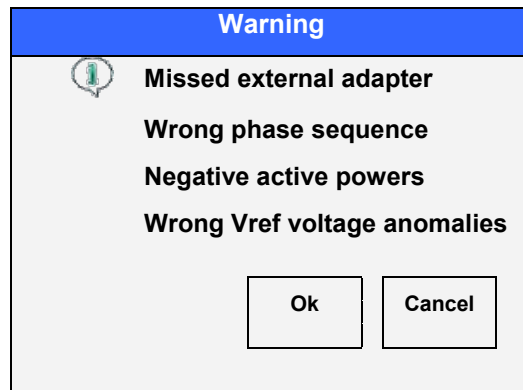 Warning
Missed external adapter
Wrong phase sequence
Negative active powers
Wrong Vref voltage anomalies
Ok Cancel